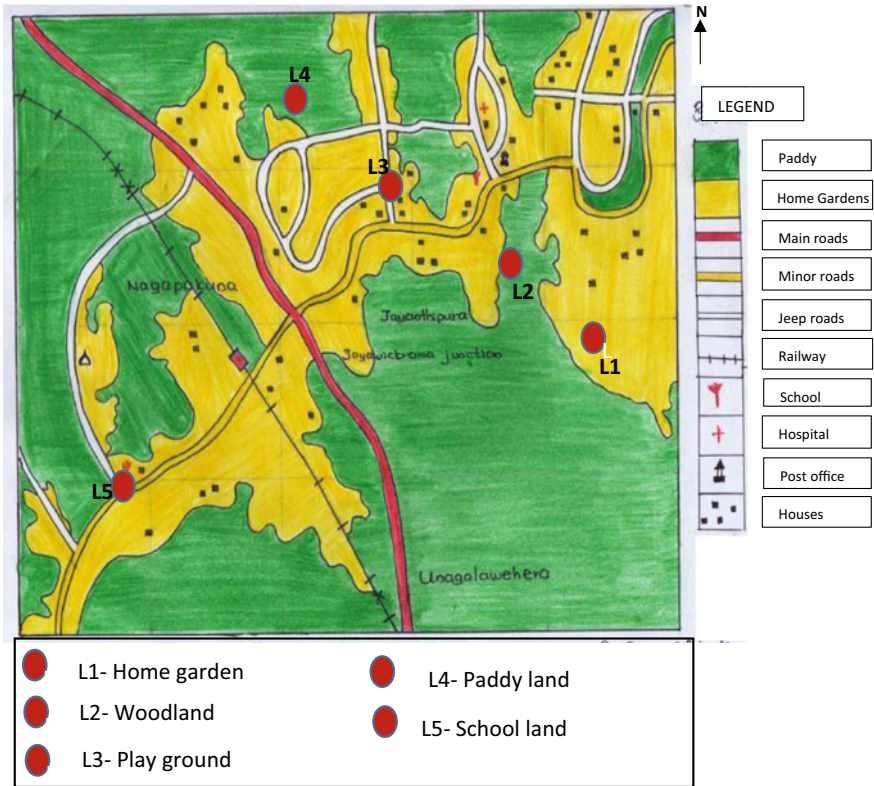 N
LEGEND
L4
L3
L2
L1
L
L5
Nagapakuna
Jayaothipura
Jayawickrama junction
Unagalawehera
Paddy
Home Gardens
Main roads
Minor roads
Jeep roads
Railway
School
Hospital
Post office
Houses
L1- Home garden
L2- Woodland
L3- Play ground
L4- Paddy land
L5- School land